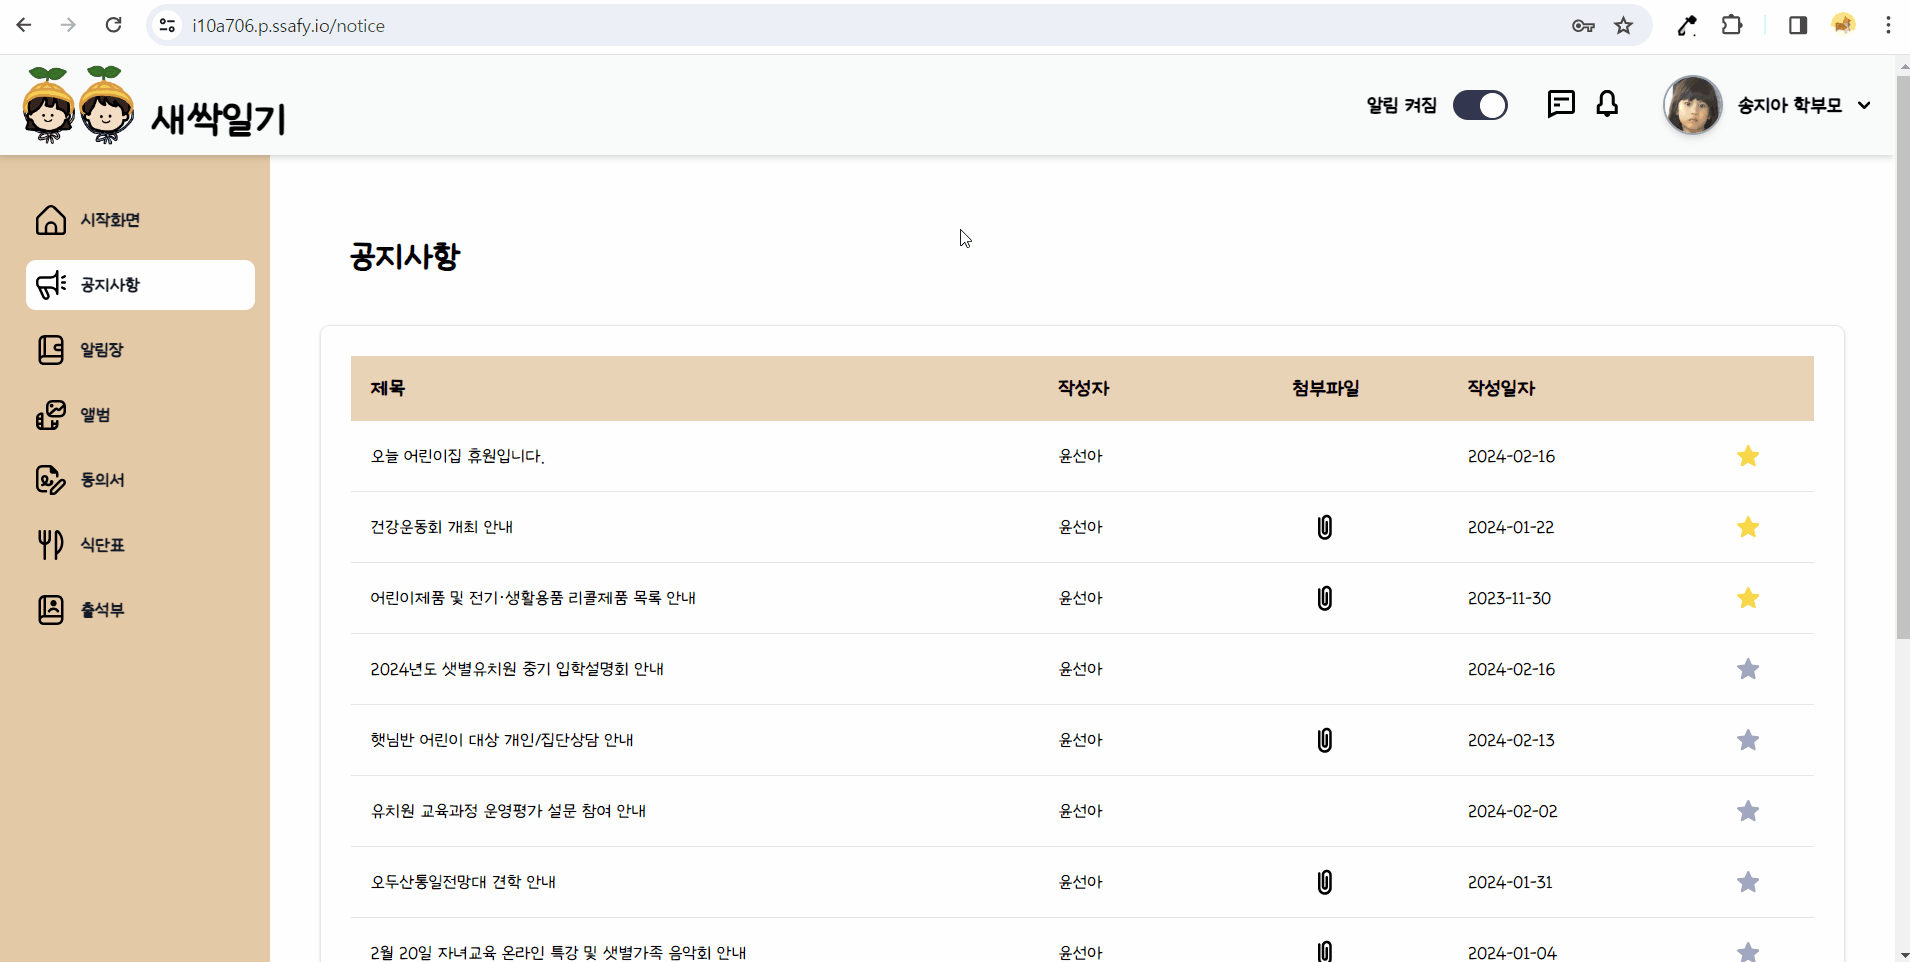 i10a706.p.ssafy.io/notice
새싹일기
알림 켜짐
송지아 학부모
시작화면
공지사항
알림장
앨범
동의서
식단표
출석부
공지사항
제목 작성자 첨부파일 작성일자
오늘 어린이집 휴원입니다. 윤선아 2024-02-16
건강운동회 개최 안내 윤선아 2024-01-22
어린이제품 및 전기·생활용품 리콜제품 목록 안내 윤선아 2023-11-30
2024년도 샛별유치원 중기 입학설명회 안내 윤선아 2024-02-16
햇님반 어린이 대상 개인/집단상담 안내 윤선아 2024-02-13
유치원 교육과정 운영평가 설문 참여 안내 윤선아 2024-02-02
오두산통일전망대 견학 안내 윤선아 2024-01-31
2월 20일 자녀교육 온라인 특강 및 샛별가족 음악회 안내 윤선아 2024-01-04